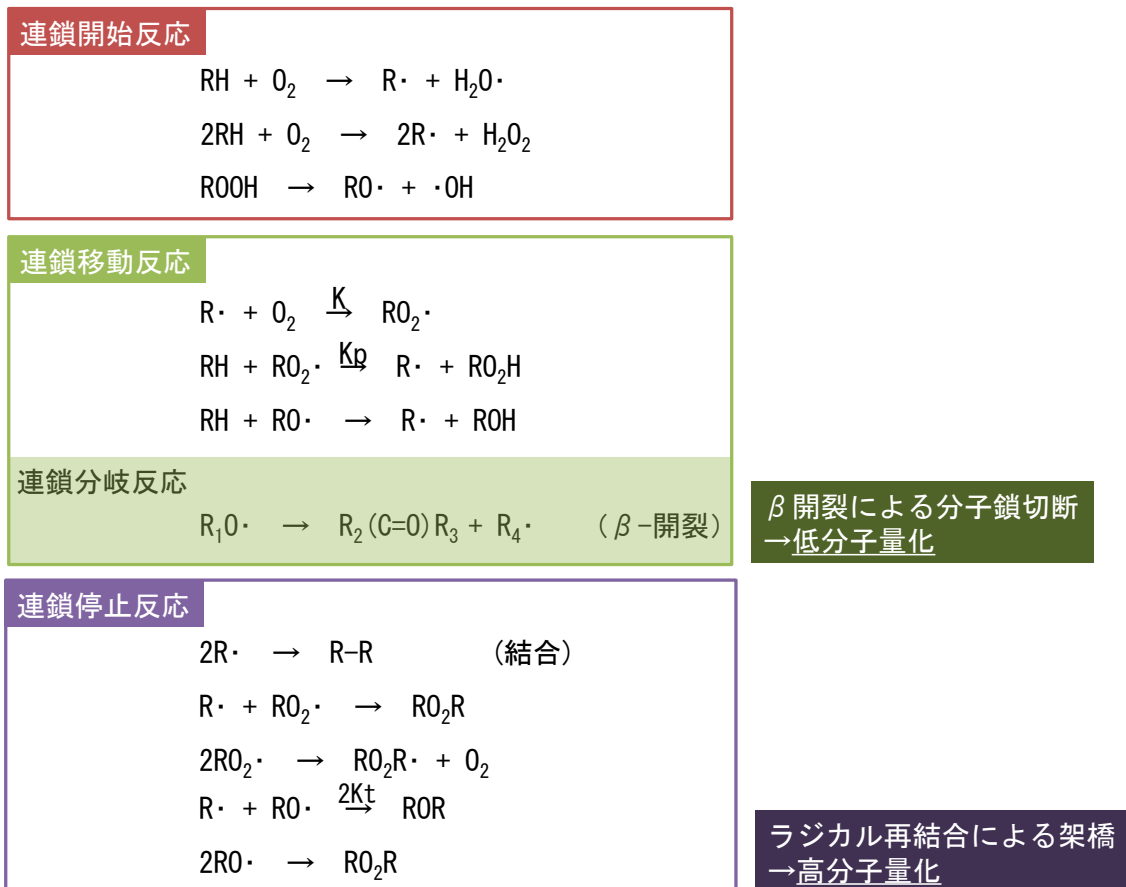 連鎖開始反応
RH + O₂ → R· + H₂O·
2RH + O₂ → 2R· + H₂O₂
ROOH → RO· + ·OH
連鎖移動反応
R· + O₂ K→ RO₂·
RH + RO₂· Kp→ R· + RO₂H
RH + RO· → R· + ROH
連鎖分岐反応
R₁O· → R₂(C=O)R₃ + R₄· (β-開裂)
β開裂による分子鎖切断
→低分子量化
連鎖停止反応
2R· → R-R (結合)
R· + RO₂· → RO₂R
2RO₂· → RO₂R· + O₂
R· + RO· 2Kt→ ROR
2RO· → RO₂R
ラジカル再結合による架橋
→高分子量化